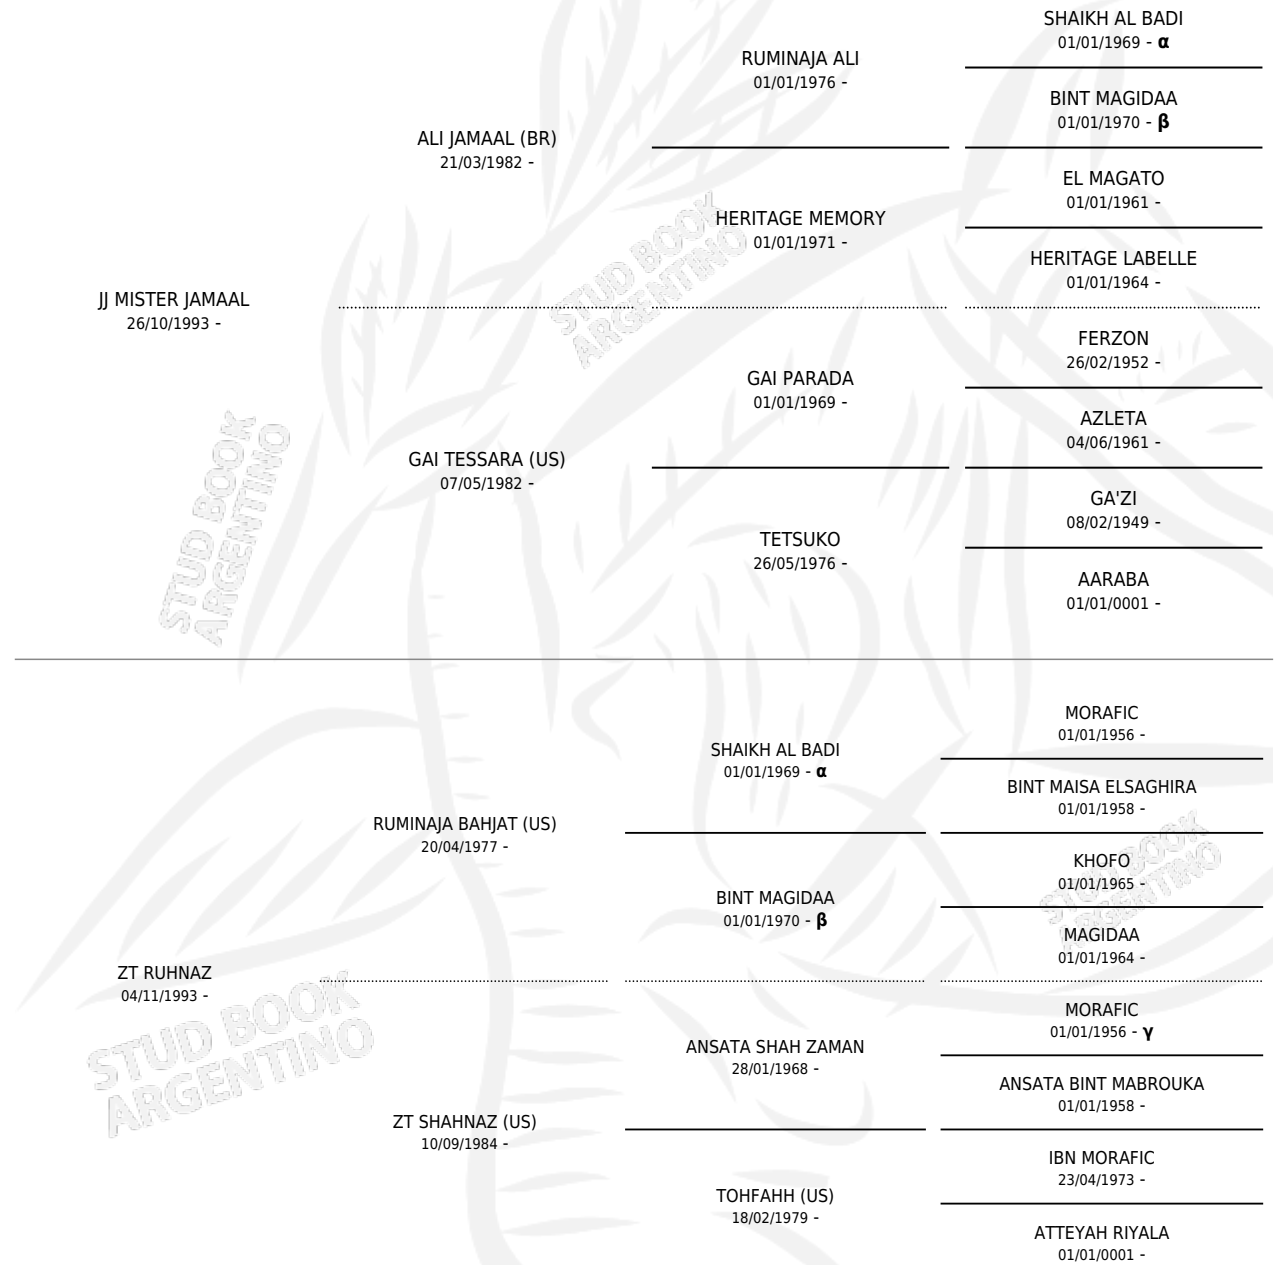 SHAIKH AL BADI
01/01/1969 - α
RUMINAJA ALI
01/01/1976 -
BINT MAGIDAA
01/01/1970 - β
ALI JAMAAL (BR)
21/03/1982 -
EL MAGATO
01/01/1961 -
HERITAGE MEMORY
01/01/1971 -
HERITAGE LABELLE
01/01/1964 -
JJ MISTER JAMAAL
26/10/1993 -
FERZON
26/02/1952 -
GAI PARADA
01/01/1969 -
AZLETA
04/06/1961 -
GAI TESSARA (US)
07/05/1982 -
GA'ZI
08/02/1949 -
TETSUKO
26/05/1976 -
AARABA
01/01/0001 -
STUD BOOK
ARGENTINO
STUD BOOK
ARGENTINO
MORAFIC
01/01/1956 -
SHAIKH AL BADI
01/01/1969 - α
BINT MAISA ELSAGHIRA
01/01/1958 -
RUMINAJA BAHJAT (US)
20/04/1977 -
KHOFO
01/01/1965 -
BINT MAGIDAA
01/01/1970 - β
MAGIDAA
01/01/1964 -
ZT RUHNAZ
04/11/1993 -
MORAFIC
01/01/1956 - γ
ANSATA SHAH ZAMAN
28/01/1968 -
ANSATA BINT MABROUKA
01/01/1958 -
ZT SHAHNAZ (US)
10/09/1984 -
IBN MORAFIC
23/04/1973 -
TOHFAHH (US)
18/02/1979 -
ATTEYAH RIYALA
01/01/0001 -
STUD BOOK
ARGENTINO
STUD BOOK
ARGENTINO